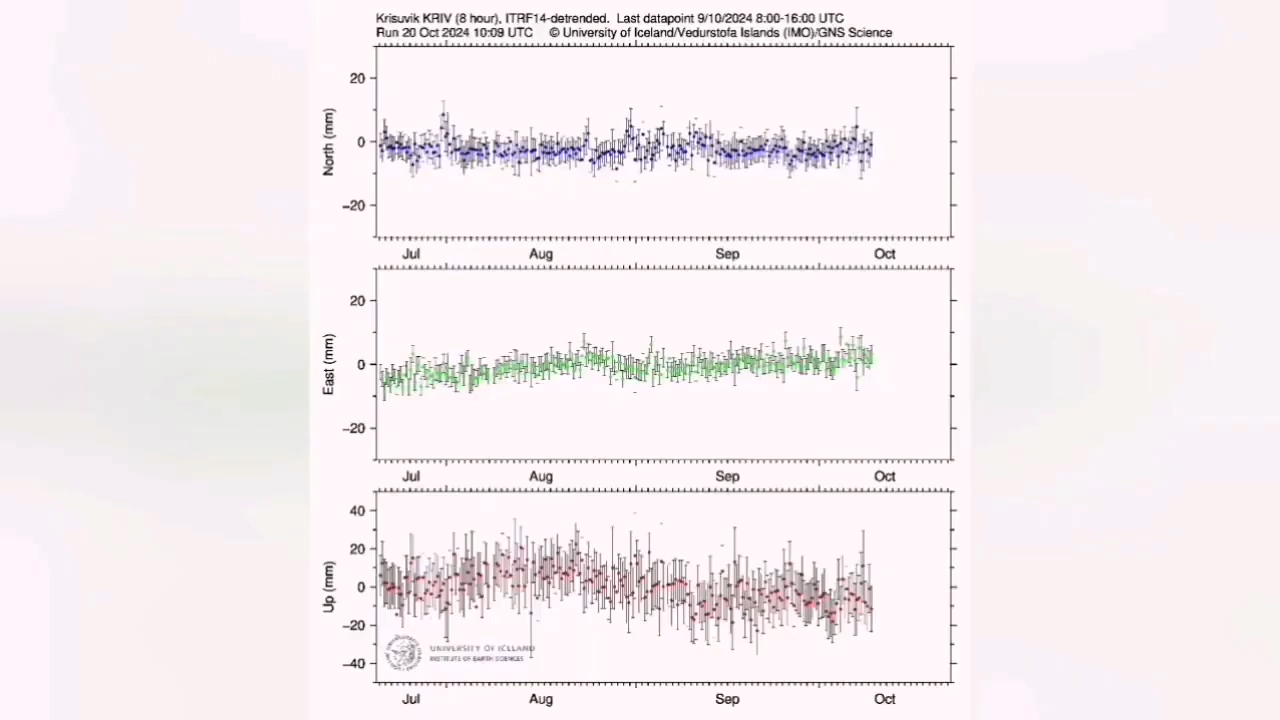 Krisuvik KRIV (8 hour), ITRF14-detrended. Last datapoint 9/10/2024 8:00-16:00 UTC
Run 20 Oct 2024 10:09 UTC © University of Iceland/Vedurstofa Islands (IMO)/GNS Science
20
0
−20
North (mm)
Jul Aug Sep Oct
20
0
−20
East (mm)
Jul Aug Sep Oct
40
20
0
−20
−40
Up (mm)
UNIVERSITY OF ICELAND
INSTITUTE OF EARTH SCIENCES
Jul Aug Sep Oct